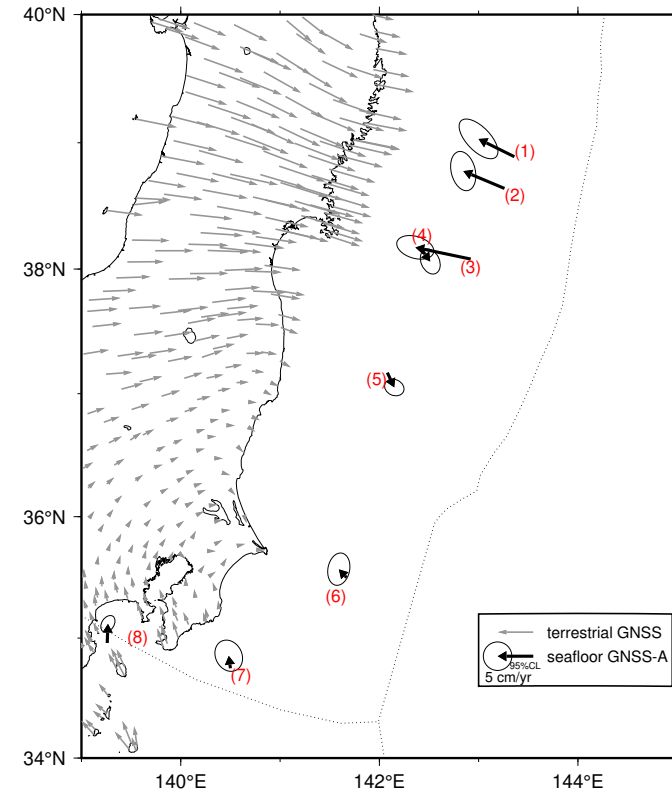 40°N
(1)
(2)
(4)
(3)
38°N
(5)
36°N
(6)
(8)
(7)
terrestrial GNSS
seafloor GNSS-A
95%CL
5 cm/yr
34°N
140°E
142°E
144°E